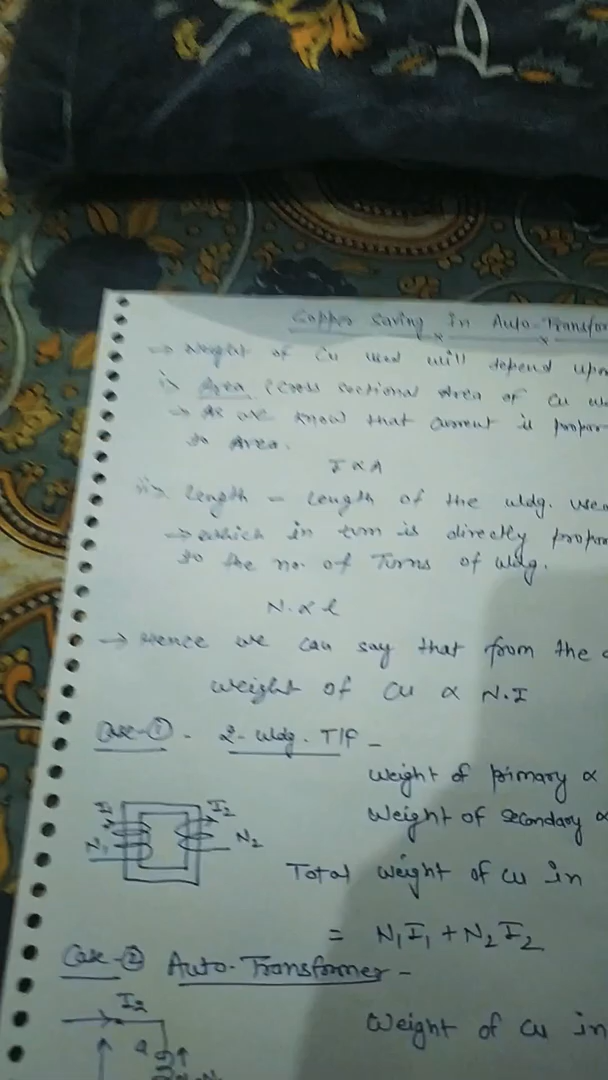 Copper Saving in Auto-Transfor
→ Weight of Cu used will depend upon
i> Area (cross sectional Area of Cu
→ As we know that current is propor
to Area.
I ∝ A
ii> Length – Length of the wdg.
→ which in turn is directly propor
to the no. of Turns of wdg.
N ∝ l
→ Hence we can say that from the
weight of Cu ∝ N.I
Case-① - 2-wdg. T/F -
weight of primary ∝
weight of secondary ∝
I1 I2
N1 N2
Total weight of cu in
= N1I1 + N2I2
Case-② Auto-Transformer -
I2
Weight of cu in